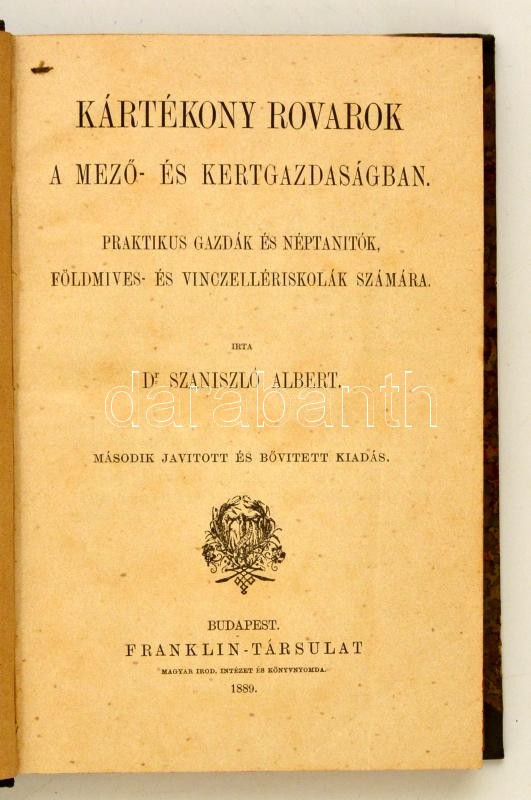 KÁRTÉKONY ROVAROK
A MEZŐ- ÉS KERTGAZDASÁGBAN.
PRAKTIKUS GAZDÁK ÉS NÉPTANITÓK,
FÖLDMIVES- ÉS VINCZELLÉRISKOLÁK SZÁMÁRA.
IRTA
Dr SZANISZLÓ ALBERT.
darabanth
MÁSODIK JAVITOTT ÉS BŐVITETT KIADÁS.
BUDAPEST.
FRANKLIN-TÁRSULAT
MAGYAR IROD. INTÉZET ÉS KÖNYVNYOMDA.
1889.